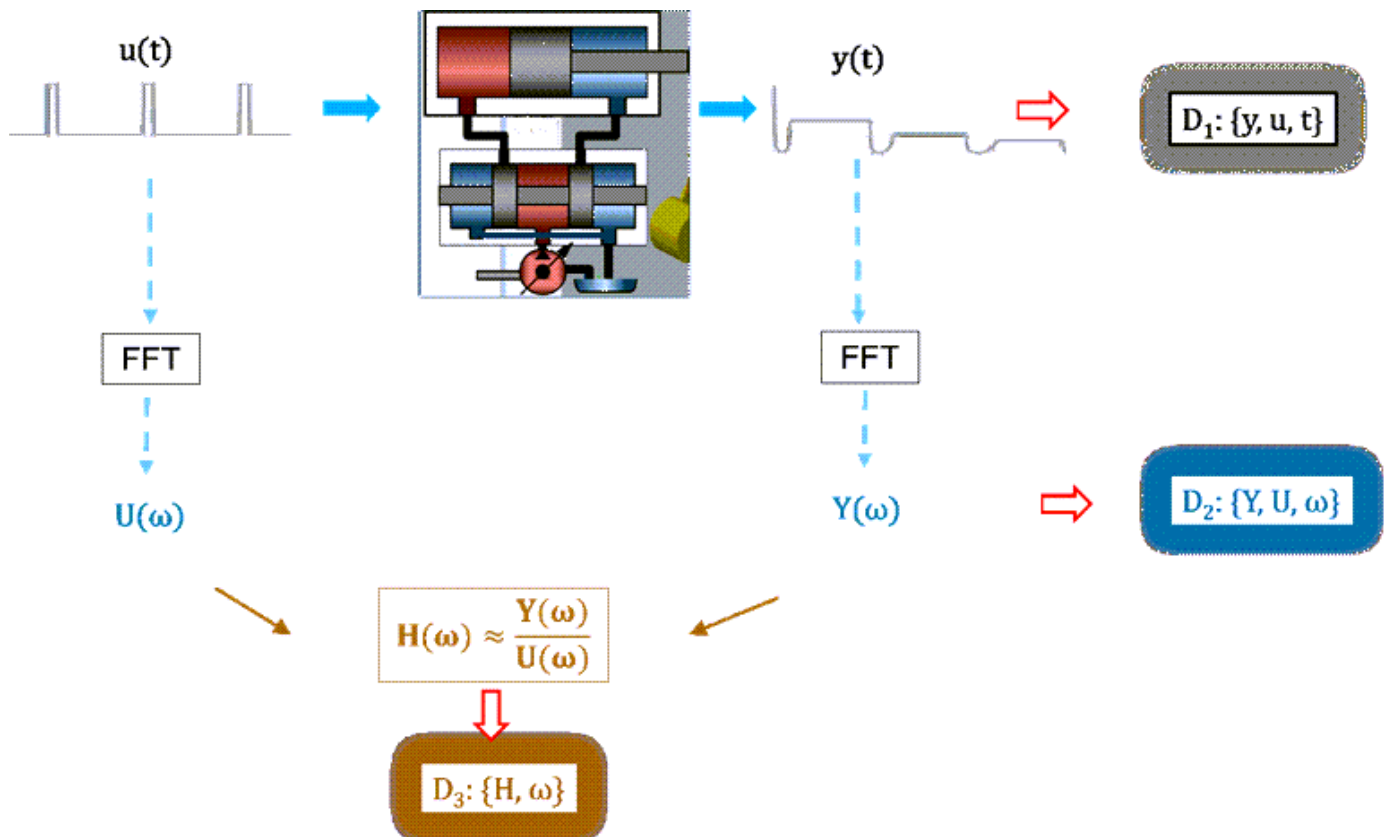 u(t)
y(t)
D₁: {y, u, t}
FFT
FFT
U(ω)
Y(ω)
D₂: {Y, U, ω}
H(ω) ≈ Y(ω)/U(ω)
D₃: {H, ω}